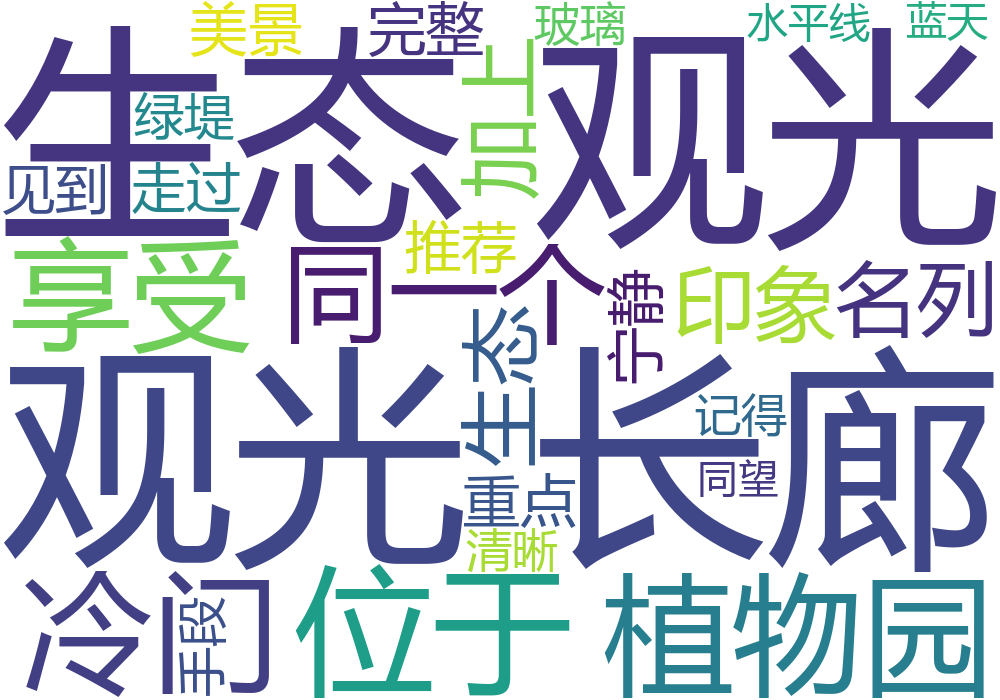 美景
完整
玻璃
水平线
蓝天
生态观光
加上
绿堤
见到
走过
享受
同一个
推荐
宁静
印象
名列
生态
观光长廊
记得
同望
重点
清晰
冷门
手段
位于
植物园